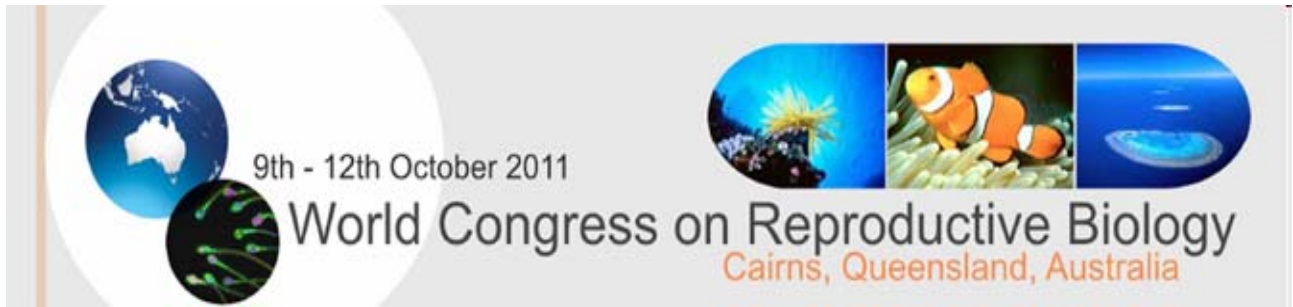 9th - 12th October 2011
World Congress on Reproductive Biology
Cairns, Queensland, Australia